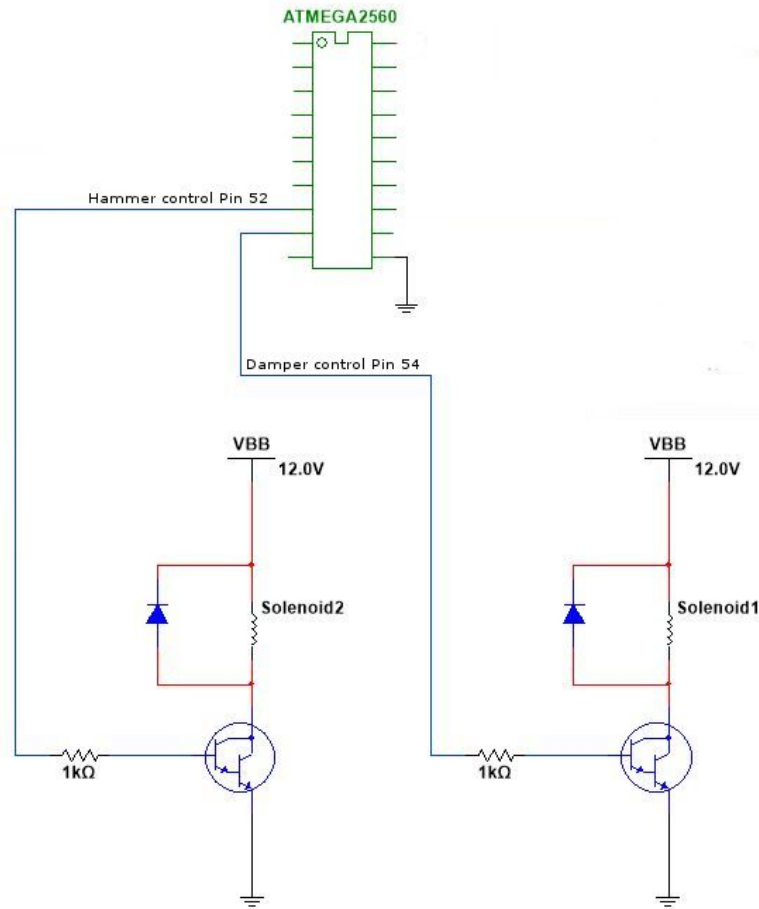 ATMEGA2560
Hammer control Pin 52
Damper control Pin 54
VBB
12.0V
VBB
12.0V
Solenoid2
Solenoid1
1kΩ
1kΩ